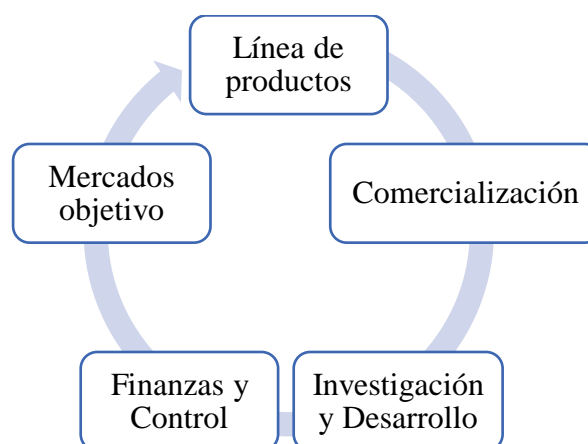 Línea de
productos
Comercialización
Investigación
y Desarrollo
Finanzas y
Control
Mercados
objetivo